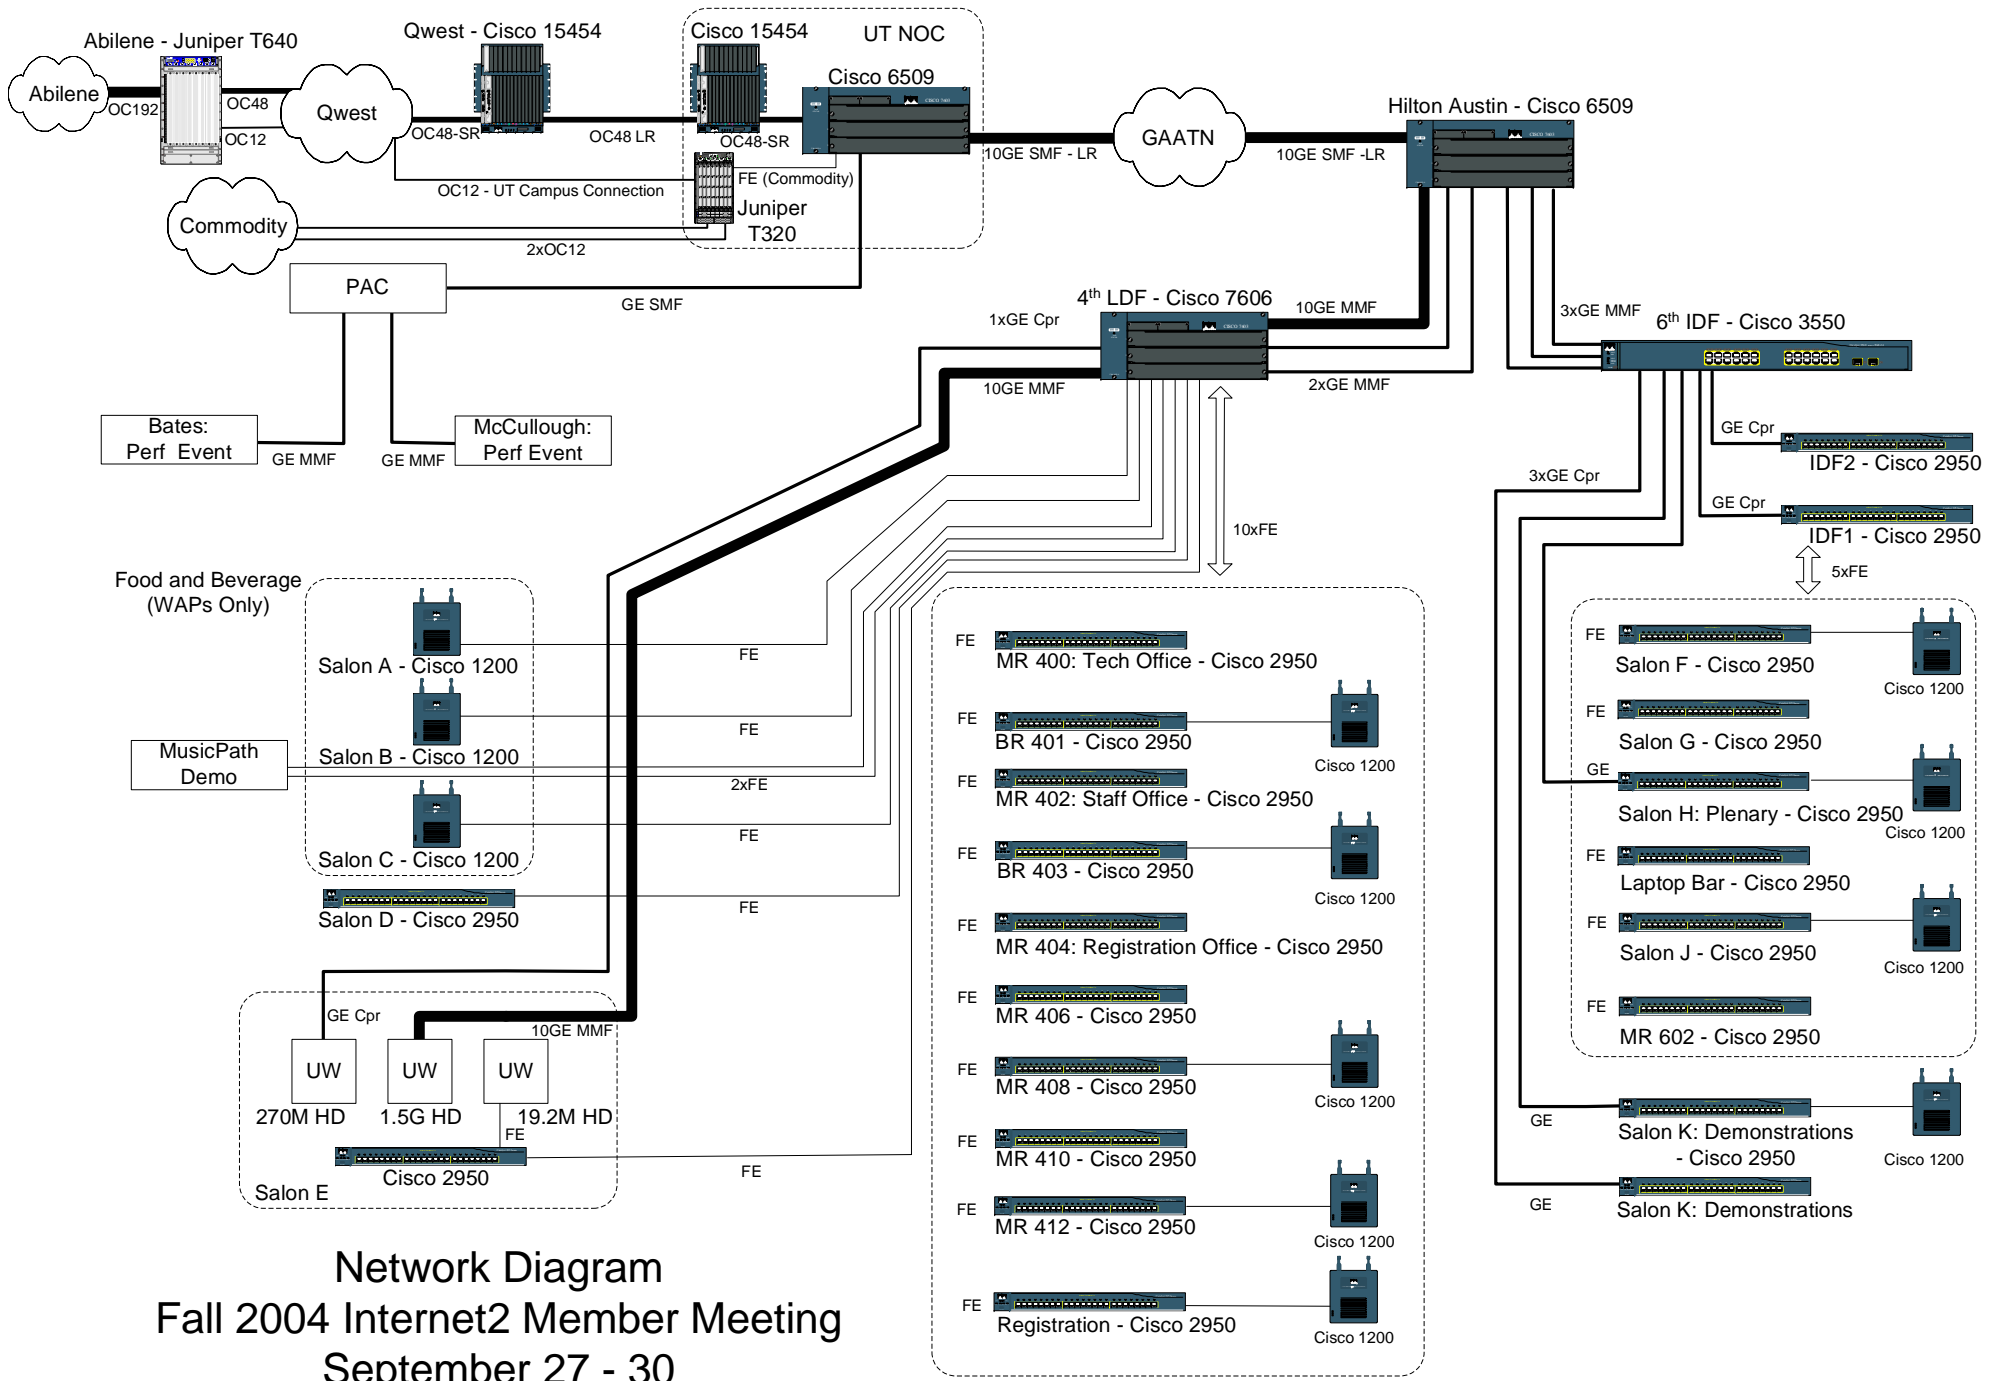 Abilene - Juniper T640
Qwest - Cisco 15454
Cisco 15454
UT NOC
Cisco 6509
Hilton Austin - Cisco 6509
Abilene
OC192
OC48
OC12
Qwest
OC48-SR
OC48 LR
OC48-SR
10GE SMF - LR
GAATN
10GE SMF -LR
OC12 - UT Campus Connection
FE (Commodity)
Juniper
T320
Commodity
2xOC12
PAC
GE SMF
4th LDF - Cisco 7606
1xGE Cpr
10GE MMF
10GE MMF
2xGE MMF
3xGE MMF
6th IDF - Cisco 3550
Bates:
Perf Event
GE MMF
GE MMF
McCullough:
Perf Event
GE Cpr
IDF2 - Cisco 2950
3xGE Cpr
GE Cpr
IDF1 - Cisco 2950
10xFE
5xFE
Food and Beverage
(WAPs Only)
Salon A - Cisco 1200
FE
Salon B - Cisco 1200
FE
MusicPath
Demo
2xFE
Salon C - Cisco 1200
FE
Salon D - Cisco 2950
FE
GE Cpr
10GE MMF
UW
UW
UW
270M HD
1.5G HD
19.2M HD
FE
Cisco 2950
FE
Salon E
FE
MR 400: Tech Office - Cisco 2950
FE
BR 401 - Cisco 2950
Cisco 1200
FE
MR 402: Staff Office - Cisco 2950
FE
BR 403 - Cisco 2950
Cisco 1200
FE
MR 404: Registration Office - Cisco 2950
FE
MR 406 - Cisco 2950
FE
MR 408 - Cisco 2950
Cisco 1200
FE
MR 410 - Cisco 2950
FE
MR 412 - Cisco 2950
Cisco 1200
FE
Registration - Cisco 2950
Cisco 1200
FE
Salon F - Cisco 2950
Cisco 1200
FE
Salon G - Cisco 2950
GE
Salon H: Plenary - Cisco 2950
Cisco 1200
FE
Laptop Bar - Cisco 2950
FE
Salon J - Cisco 2950
Cisco 1200
FE
MR 602 - Cisco 2950
GE
Salon K: Demonstrations
- Cisco 2950
Cisco 1200
GE
Salon K: Demonstrations
Network Diagram
Fall 2004 Internet2 Member Meeting
September 27 - 30